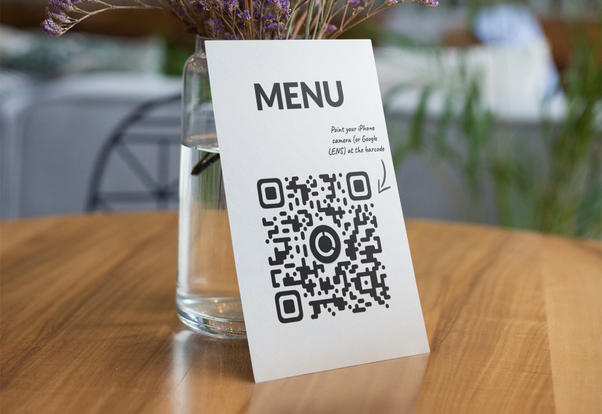 MENU
Point your iPhone
camera (or Google
LENS) at the barcode